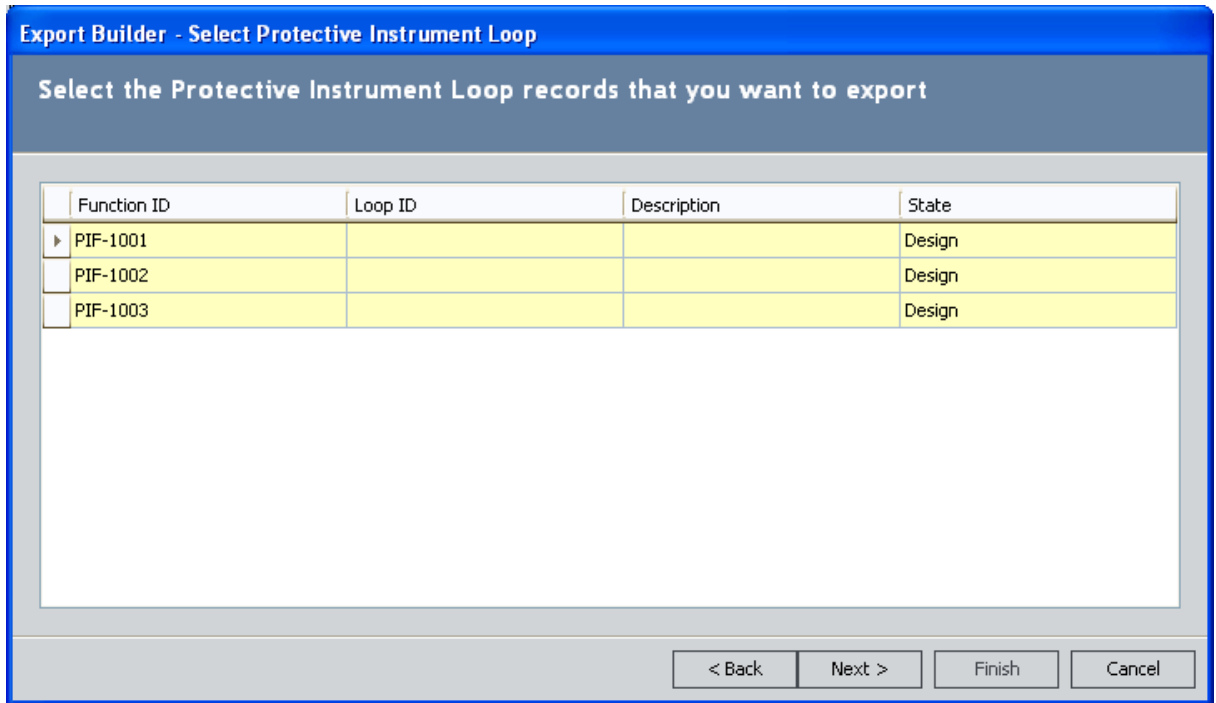 Export Builder - Select Protective Instrument Loop
Select the Protective Instrument Loop records that you want to export
Function ID Loop ID Description State
PIF-1001 Design
PIF-1002 Design
PIF-1003 Design
< Back Next > Finish Cancel